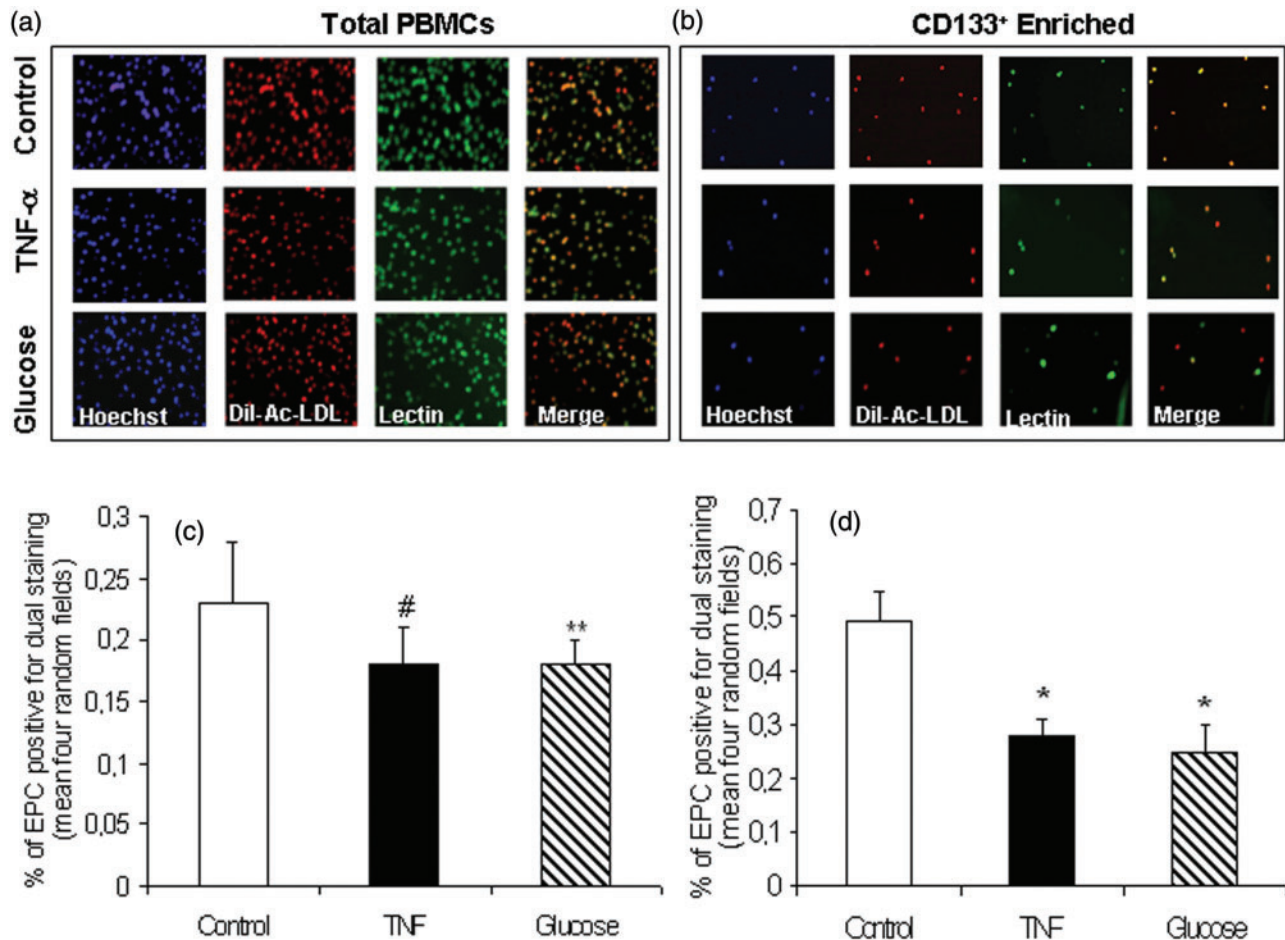 (a) Total PBMCs
(b) CD133⁺ Enriched
Control
TNF-α
Glucose
Hoechst Dil-Ac-LDL Lectin Merge
Hoechst Dil-Ac-LDL Lectin Merge
(c)
% of EPC positive for dual staining
(mean four random fields)
0,3
0,25
0,2
0,15
0,1
0,05
0
#
**
Control TNF Glucose
(d)
% of EPC positive for dual staining
(mean four random fields)
0,7
0,6
0,5
0,4
0,3
0,2
0,1
0
*
*
Control TNF Glucose